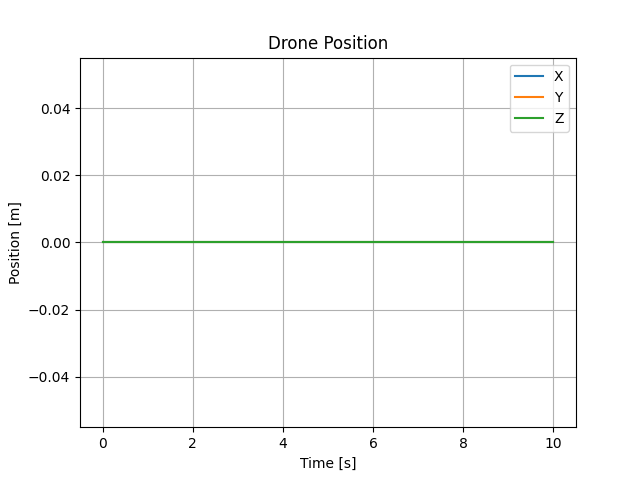 Drone Position
X
Y
Z
0.04
0.02
0.00
−0.02
−0.04
Position [m]
0 2 4 6 8 10
Time [s]